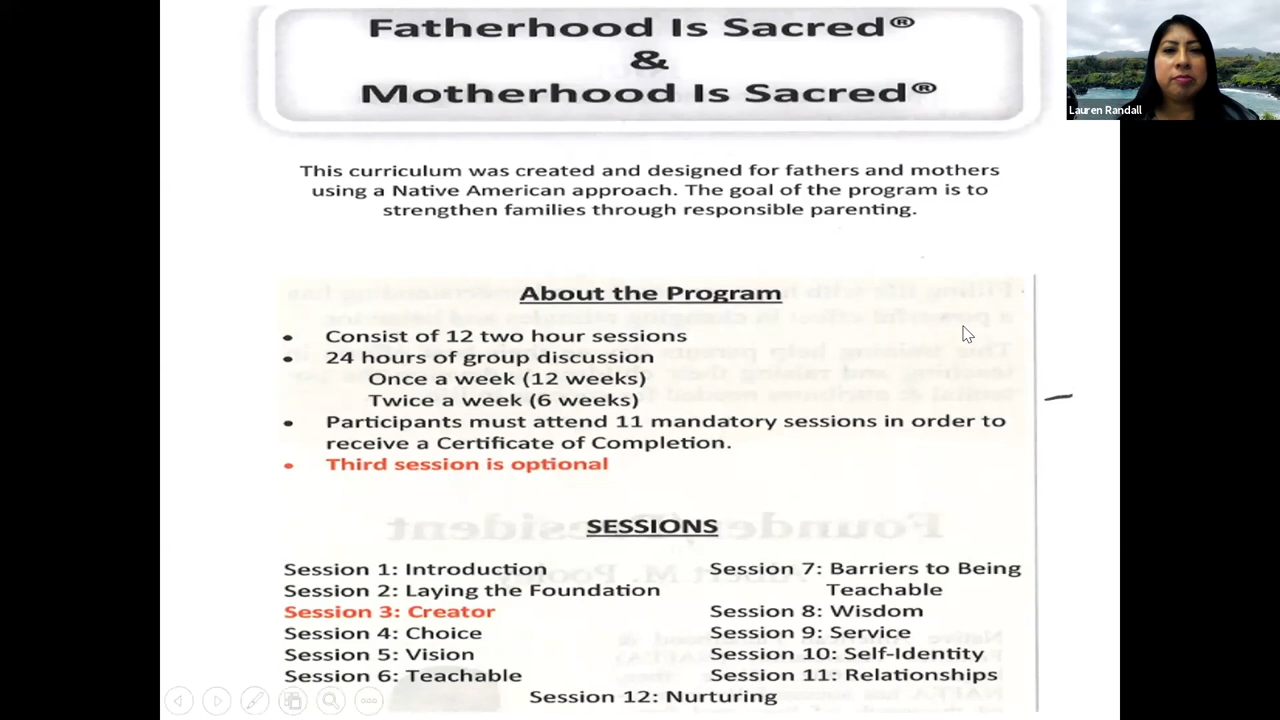 Fatherhood Is Sacred®
&
Motherhood Is Sacred®
Lauren Randall
This curriculum was created and designed for fathers and mothers
using a Native American approach. The goal of the program is to
strengthen families through responsible parenting.
About the Program
• Consist of 12 two hour sessions
24 hours of group discussion
Once a week (12 weeks)
Twice a week (6 weeks)
• Participants must attend 11 mandatory sessions in order to
receive a Certificate of Completion.
• Third session is optional
SESSIONS
Session 1: Introduction
Session 2: Laying the Foundation
Session 3: Creator
Session 4: Choice
Session 5: Vision
Session 6: Teachable
Session 7: Barriers to Being
Teachable
Session 8: Wisdom
Session 9: Service
Session 10: Self-Identity
Session 11: Relationships
Session 12: Nurturing